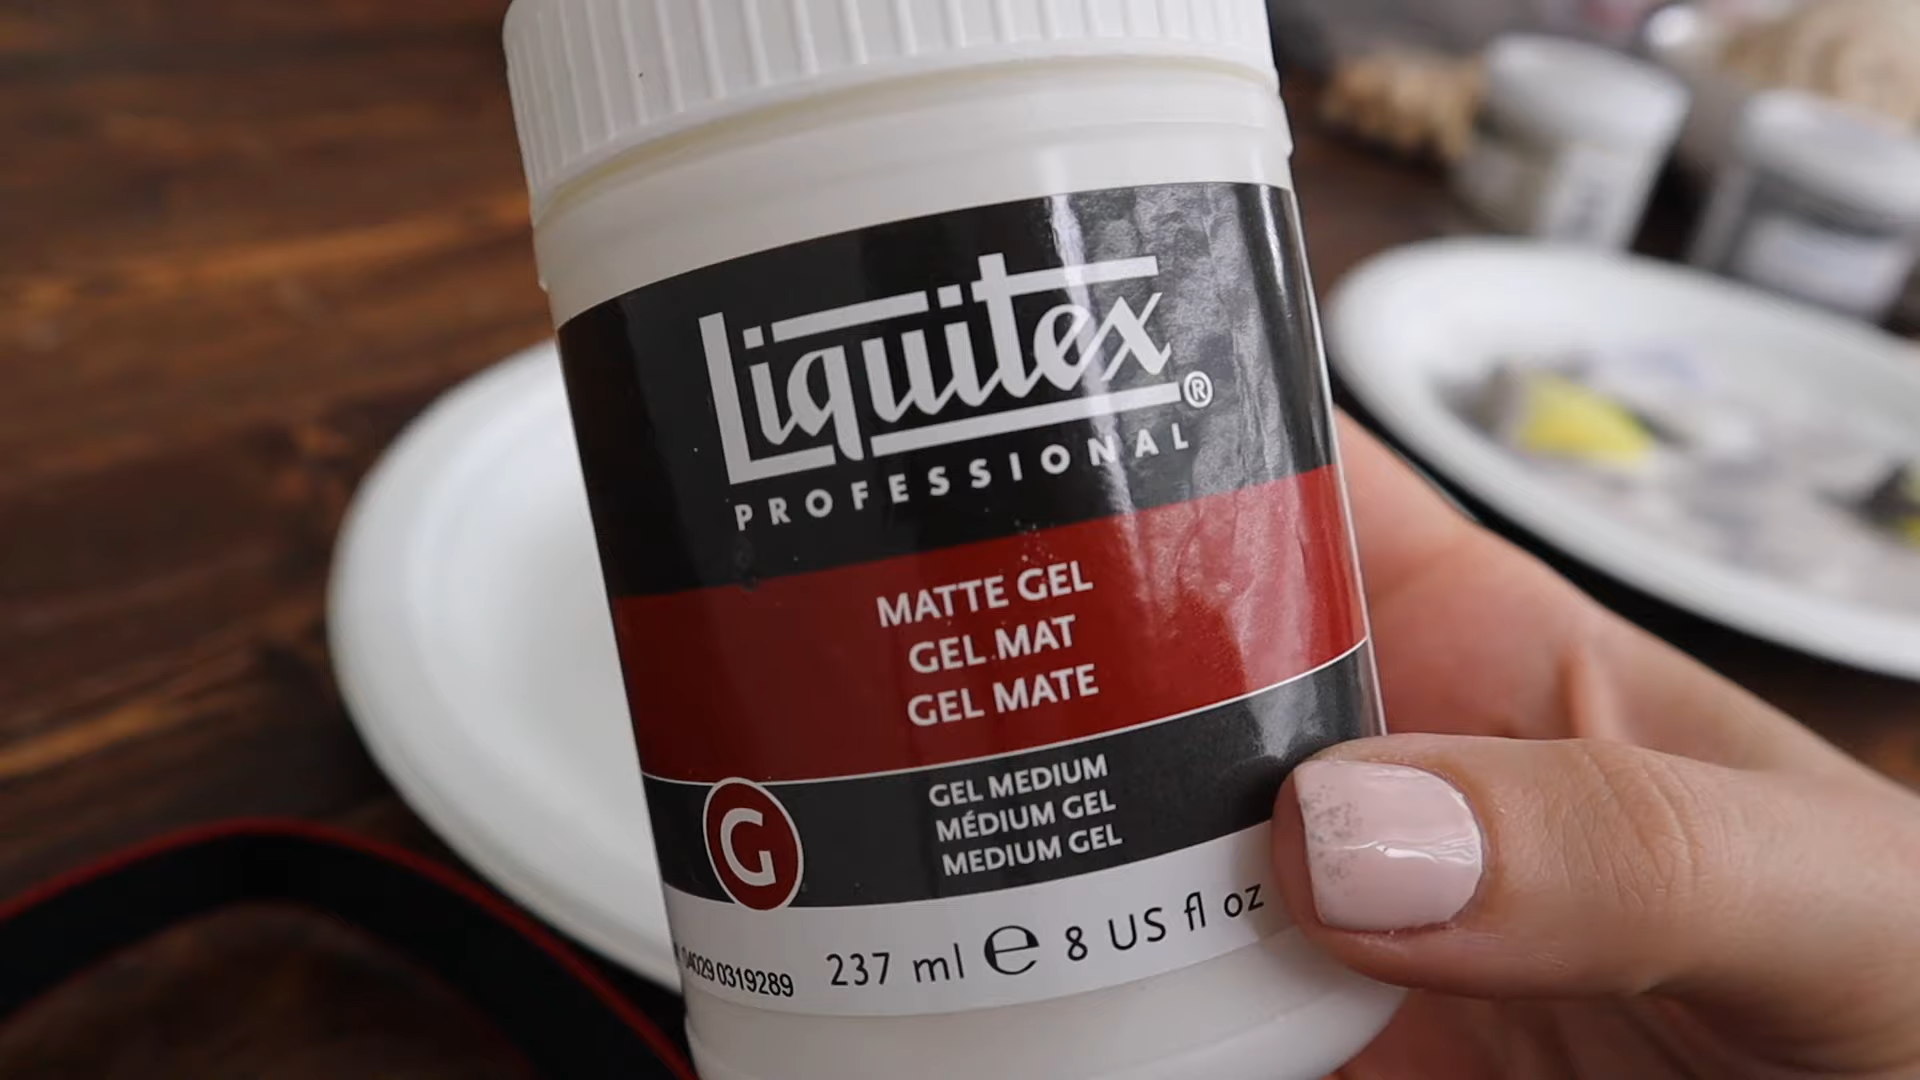 Liquitex®
PROFESSIONAL
MATTE GEL
GEL MAT
GEL MATE
GEL MEDIUM
MÉDIUM GEL
MEDIUM GEL
G
237 ml ℮ 8 US fl oz
0319289